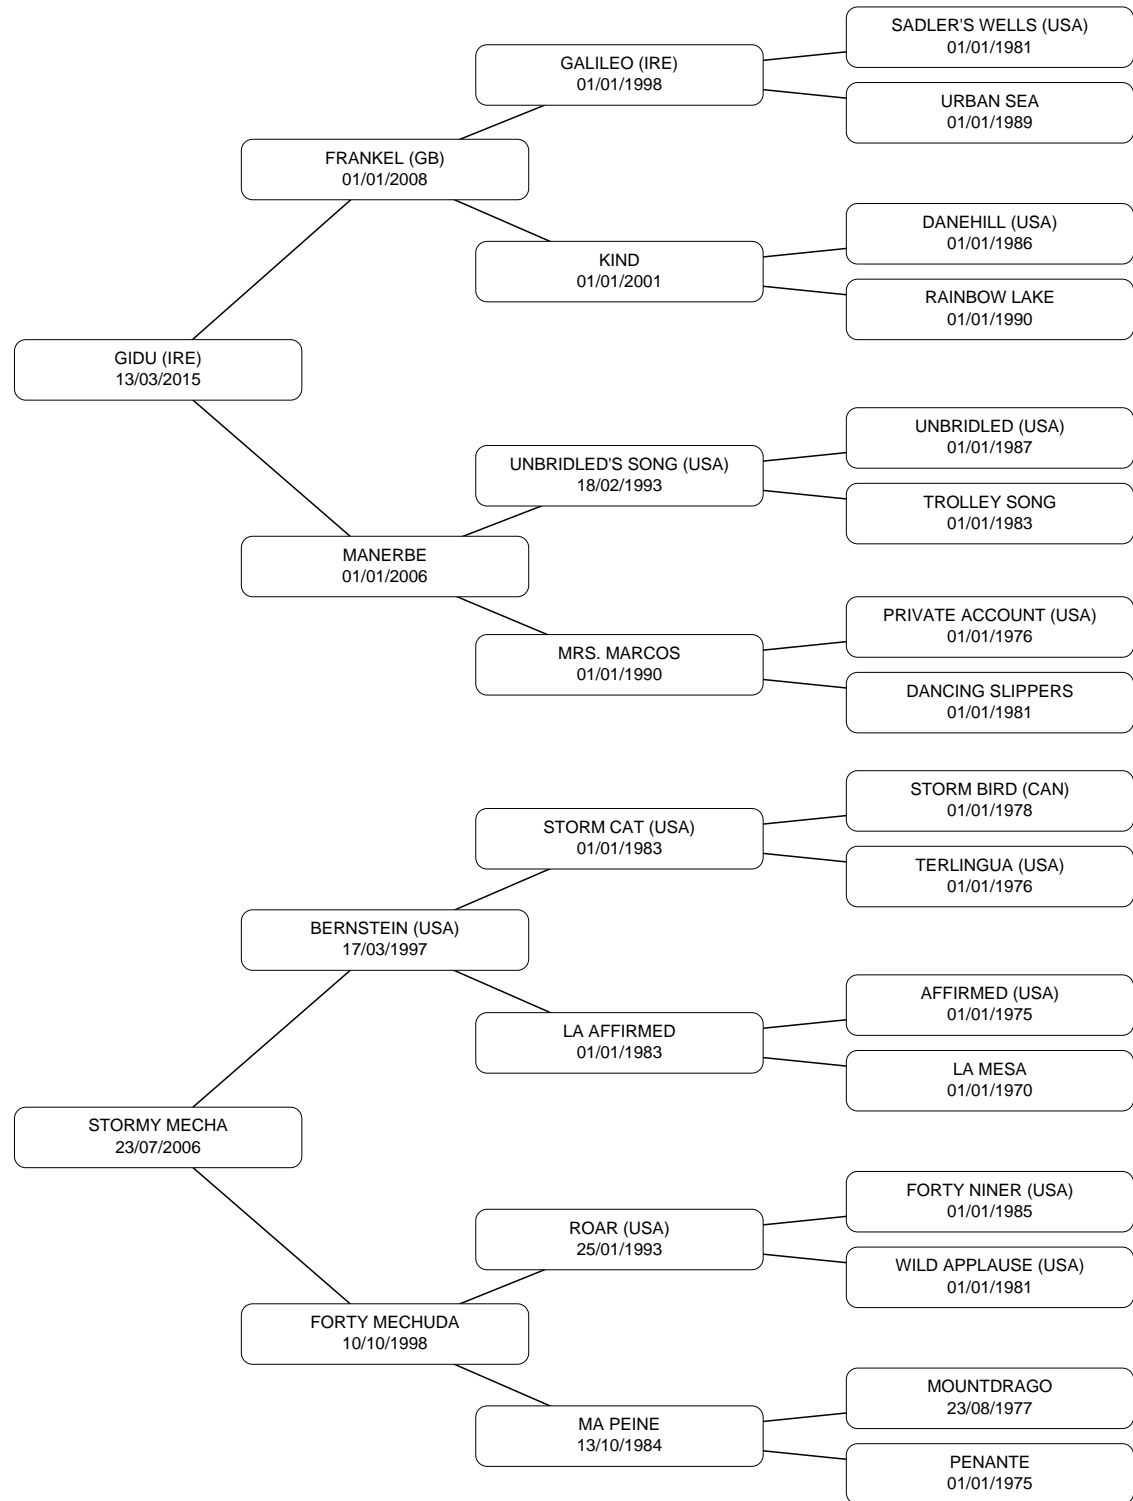 SADLER'S WELLS (USA)
01/01/1981
GALILEO (IRE)
01/01/1998
URBAN SEA
01/01/1989
FRANKEL (GB)
01/01/2008
DANEHILL (USA)
01/01/1986
KIND
01/01/2001
RAINBOW LAKE
01/01/1990
GIDU (IRE)
13/03/2015
UNBRIDLED (USA)
01/01/1987
UNBRIDLED'S SONG (USA)
18/02/1993
TROLLEY SONG
01/01/1983
MANERBE
01/01/2006
PRIVATE ACCOUNT (USA)
01/01/1976
MRS. MARCOS
01/01/1990
DANCING SLIPPERS
01/01/1981
STORM BIRD (CAN)
01/01/1978
STORM CAT (USA)
01/01/1983
TERLINGUA (USA)
01/01/1976
BERNSTEIN (USA)
17/03/1997
AFFIRMED (USA)
01/01/1975
LA AFFIRMED
01/01/1983
LA MESA
01/01/1970
STORMY MECHA
23/07/2006
FORTY NINER (USA)
01/01/1985
ROAR (USA)
25/01/1993
WILD APPLAUSE (USA)
01/01/1981
FORTY MECHUDA
10/10/1998
MOUNTDRAGO
23/08/1977
MA PEINE
13/10/1984
PENANTE
01/01/1975